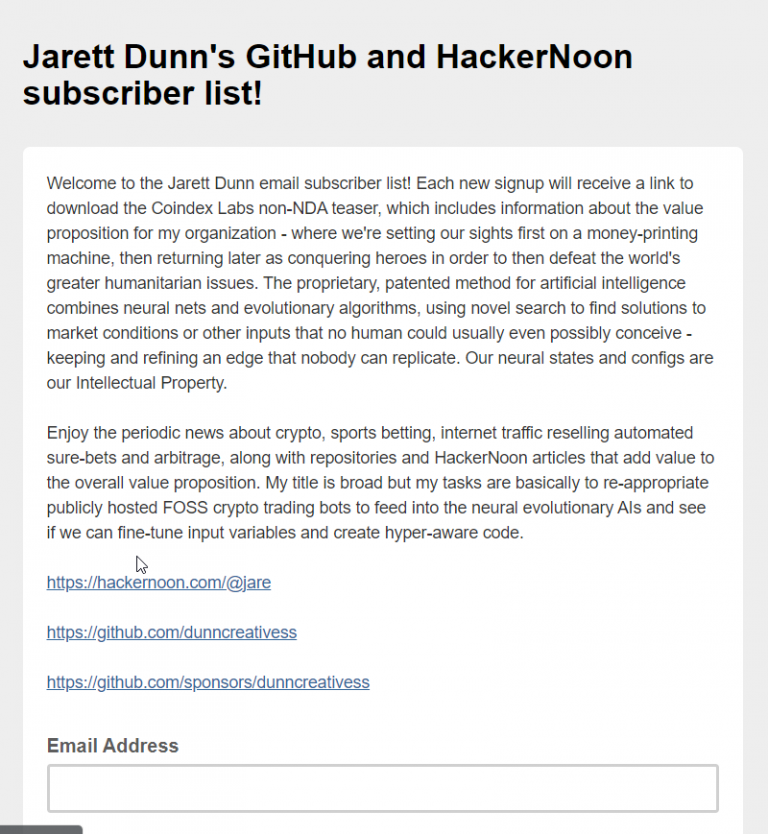 Jarett Dunn's GitHub and HackerNoon
subscriber list!
Welcome to the Jarett Dunn email subscriber list! Each new signup will receive a link to
download the Coindex Labs non-NDA teaser, which includes information about the value
proposition for my organization - where we're setting our sights first on a money-printing
machine, then returning later as conquering heroes in order to then defeat the world's
greater humanitarian issues. The proprietary, patented method for artificial intelligence
combines neural nets and evolutionary algorithms, using novel search to find solutions to
market conditions or other inputs that no human could usually even possibly conceive -
keeping and refining an edge that nobody can replicate. Our neural states and configs are
our Intellectual Property.
Enjoy the periodic news about crypto, sports betting, internet traffic reselling automated
sure-bets and arbitrage, along with repositories and HackerNoon articles that add value to
the overall value proposition. My title is broad but my tasks are basically to re-appropriate
publicly hosted FOSS crypto trading bots to feed into the neural evolutionary AIs and see
if we can fine-tune input variables and create hyper-aware code.
https://hackernoon.com/@jare
https://github.com/dunncreativess
https://github.com/sponsors/dunncreativess
Email Address